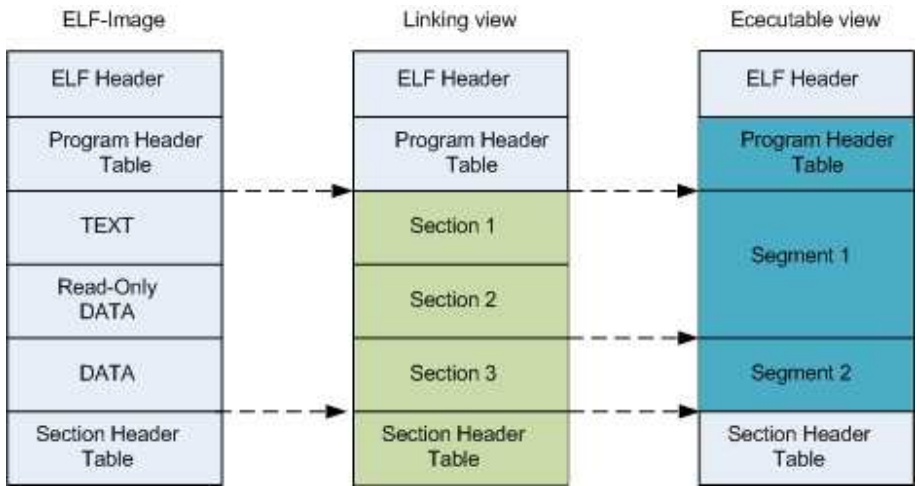 ELF-Image
Linking view
Ececutable view
ELF Header
ELF Header
ELF Header
Program Header
Table
Program Header
Table
Program Header
Table
TEXT
Section 1
Segment 1
Read-Only
DATA
Section 2
DATA
Section 3
Segment 2
Section Header
Table
Section Header
Table
Section Header
Table